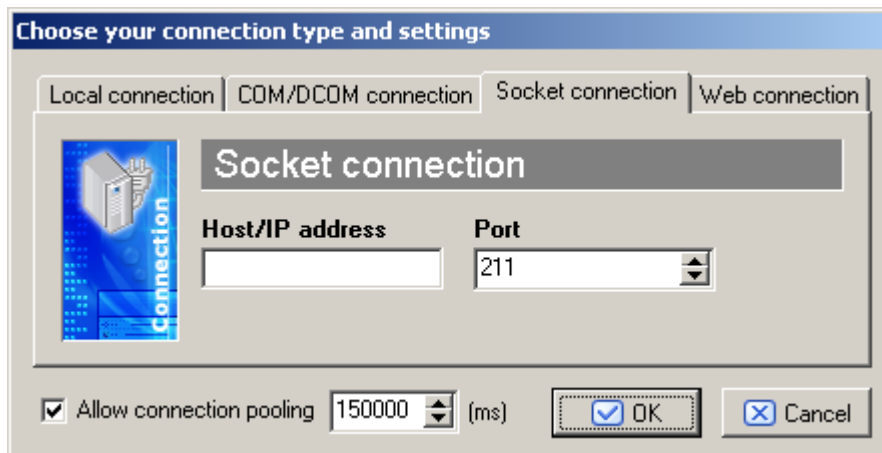 Choose your connection type and settings
Local connection COM/DCOM connection Socket connection Web connection
Connection
Socket connection
Host/IP address Port
211
Allow connection pooling 150000 (ms) OK Cancel